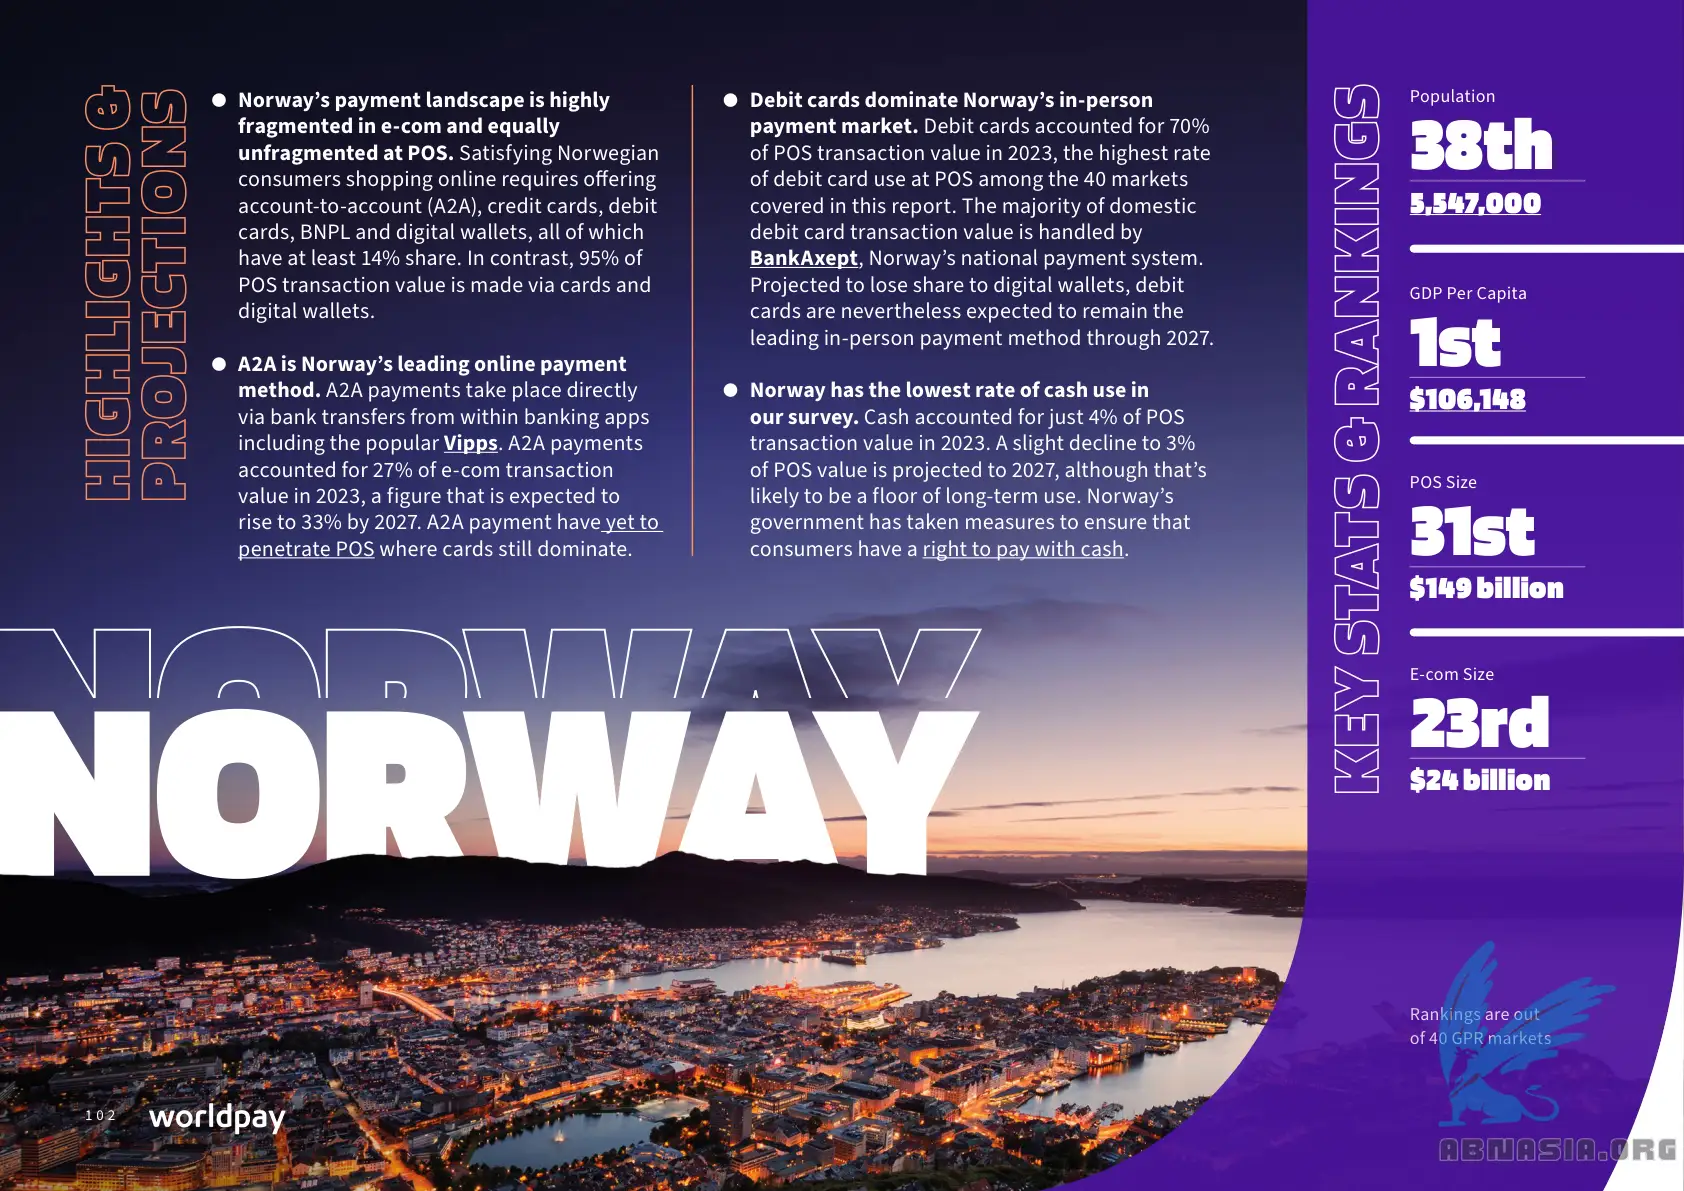 HIGHLIGHTS &
PROJECTIONS
● Norway’s payment landscape is highly
fragmented in e-com and equally
unfragmented at POS. Satisfying Norwegian
consumers shopping online requires offering
account-to-account (A2A), credit cards, debit
cards, BNPL and digital wallets, all of which
have at least 14% share. In contrast, 95% of
POS transaction value is made via cards and
digital wallets.
● A2A is Norway’s leading online payment
method. A2A payments take place directly
via bank transfers from within banking apps
including the popular Vipps. A2A payments
accounted for 27% of e-com transaction
value in 2023, a figure that is expected to
rise to 33% by 2027. A2A payment have yet to
penetrate POS where cards still dominate.
● Debit cards dominate Norway’s in-person
payment market. Debit cards accounted for 70%
of POS transaction value in 2023, the highest rate
of debit card use at POS among the 40 markets
covered in this report. The majority of domestic
debit card transaction value is handled by
BankAxept, Norway’s national payment system.
Projected to lose share to digital wallets, debit
cards are nevertheless expected to remain the
leading in-person payment method through 2027.
● Norway has the lowest rate of cash use in
our survey. Cash accounted for just 4% of POS
transaction value in 2023. A slight decline to 3%
of POS value is projected to 2027, although that’s
likely to be a floor of long-term use. Norway’s
government has taken measures to ensure that
consumers have a right to pay with cash.
NORWAY
NORWAY
KEY STATS & RANKINGS
Population
38th
5,547,000
GDP Per Capita
1st
$106,148
POS Size
31st
$149 billion
E-com Size
23rd
$24 billion
Rankings are out
of 40 GPR markets
102
worldpay
ABNASIA.ORG